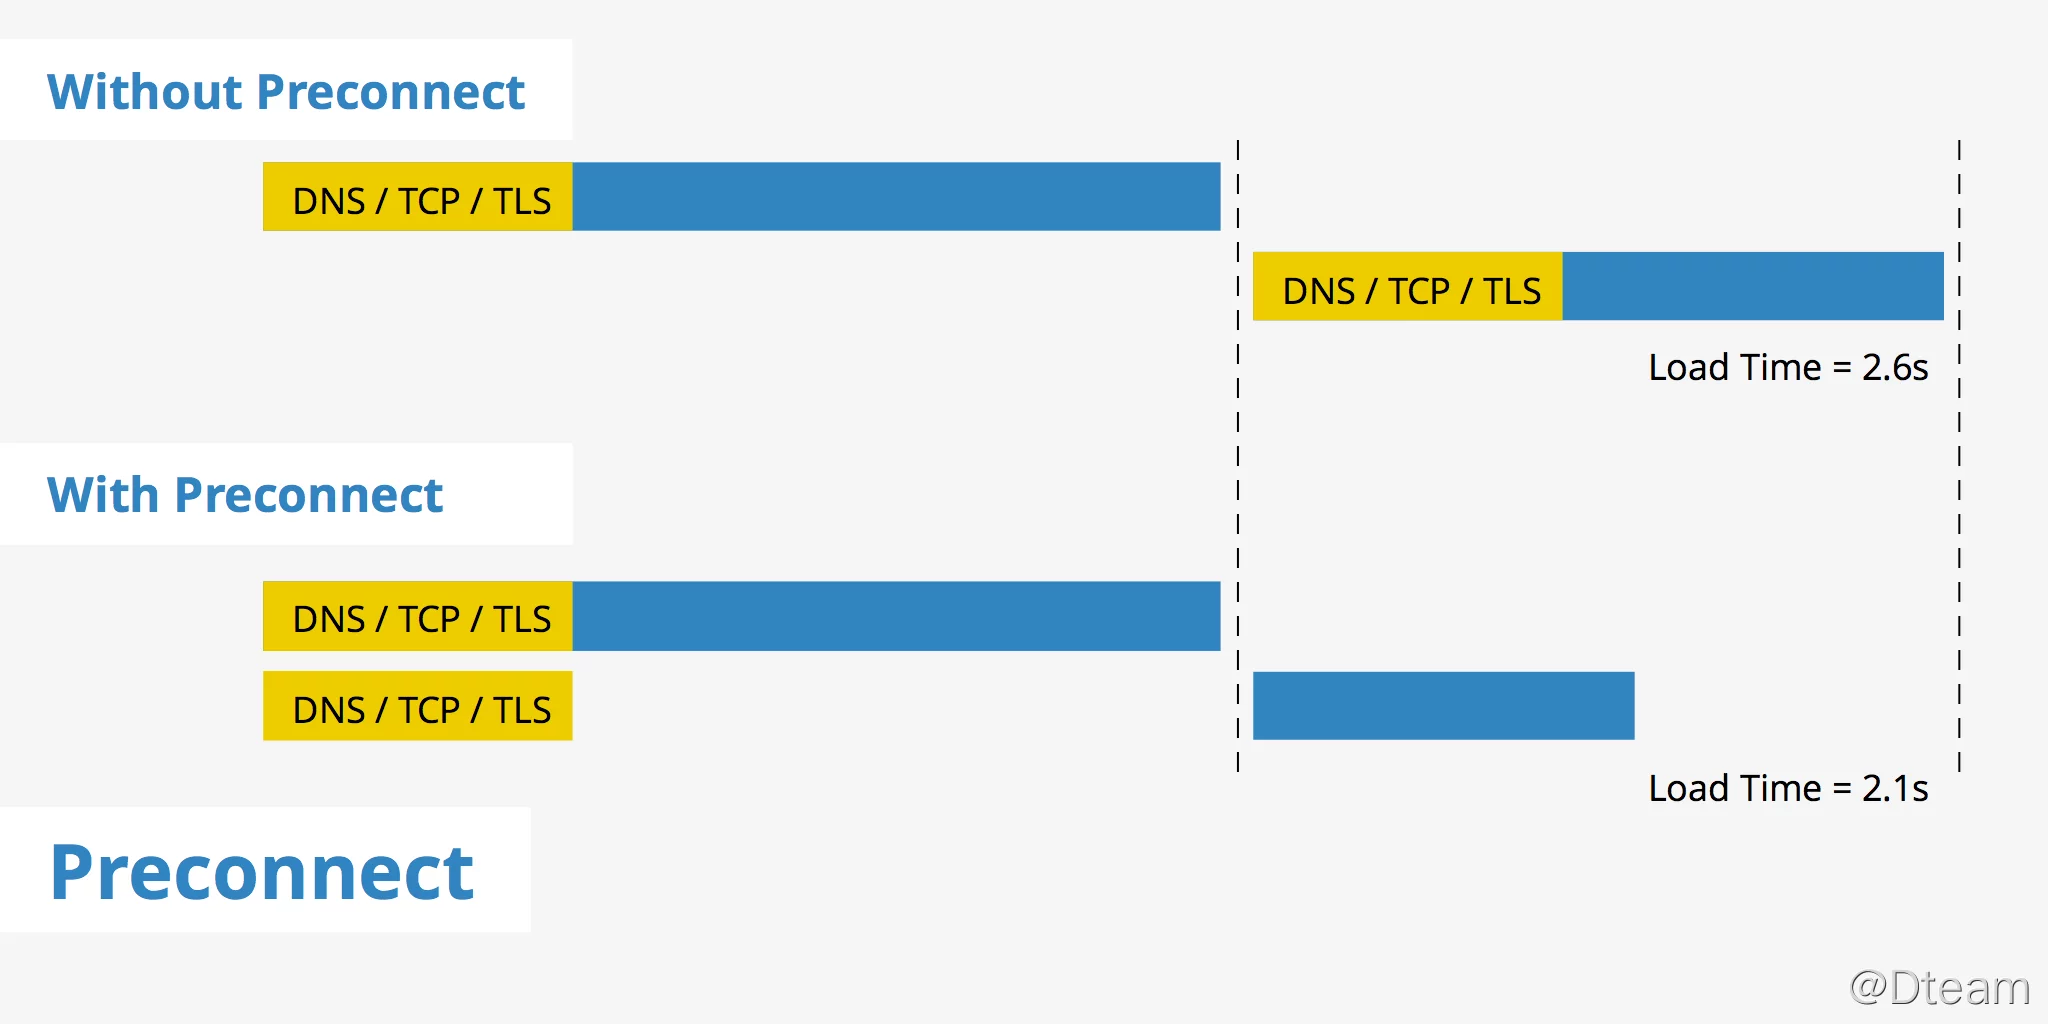 Without Preconnect
DNS / TCP / TLS
DNS / TCP / TLS
Load Time = 2.6s
With Preconnect
DNS / TCP / TLS
DNS / TCP / TLS
Load Time = 2.1s
Preconnect
@Dteam